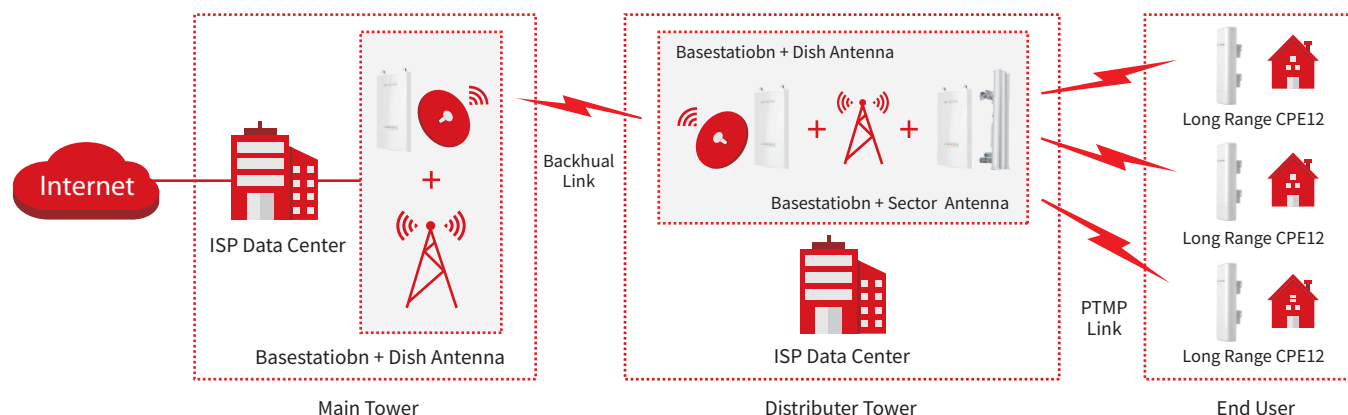 Internet
ISP Data Center
Basestatiobn + Dish Antenna
Main Tower
Backhual
Link
Basestatiobn + Dish Antenna
Basestatiobn + Sector Antenna
ISP Data Center
Distributer Tower
PTMP
Link
Long Range CPE12
Long Range CPE12
Long Range CPE12
End User